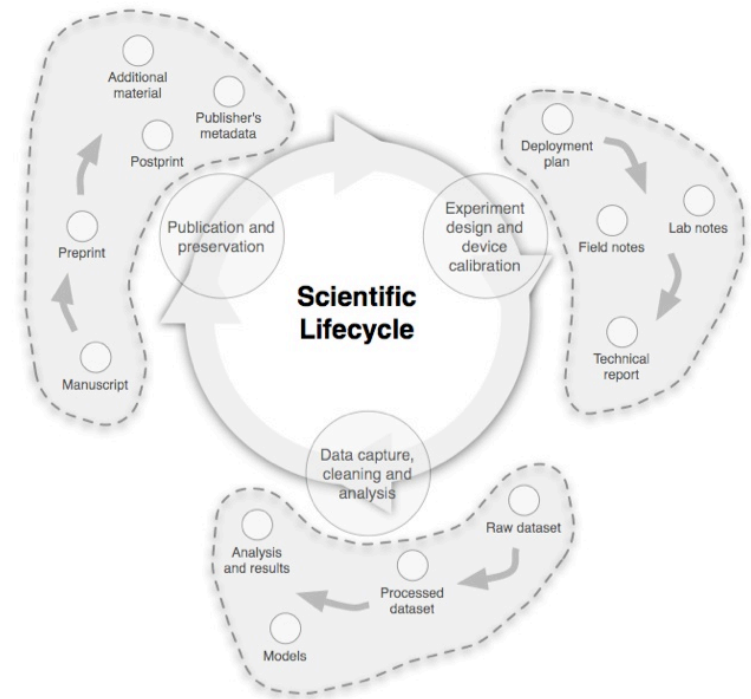 Additional
material
Publisher's
metadata
Postprint
Preprint
Manuscript
Publication and
preservation
Scientific
Lifecycle
Experiment
design and
device
calibration
Deployment
plan
Lab notes
Field notes
Technical
report
Data capture,
cleaning and
analysis
Raw dataset
Processed
dataset
Analysis
and results
Models